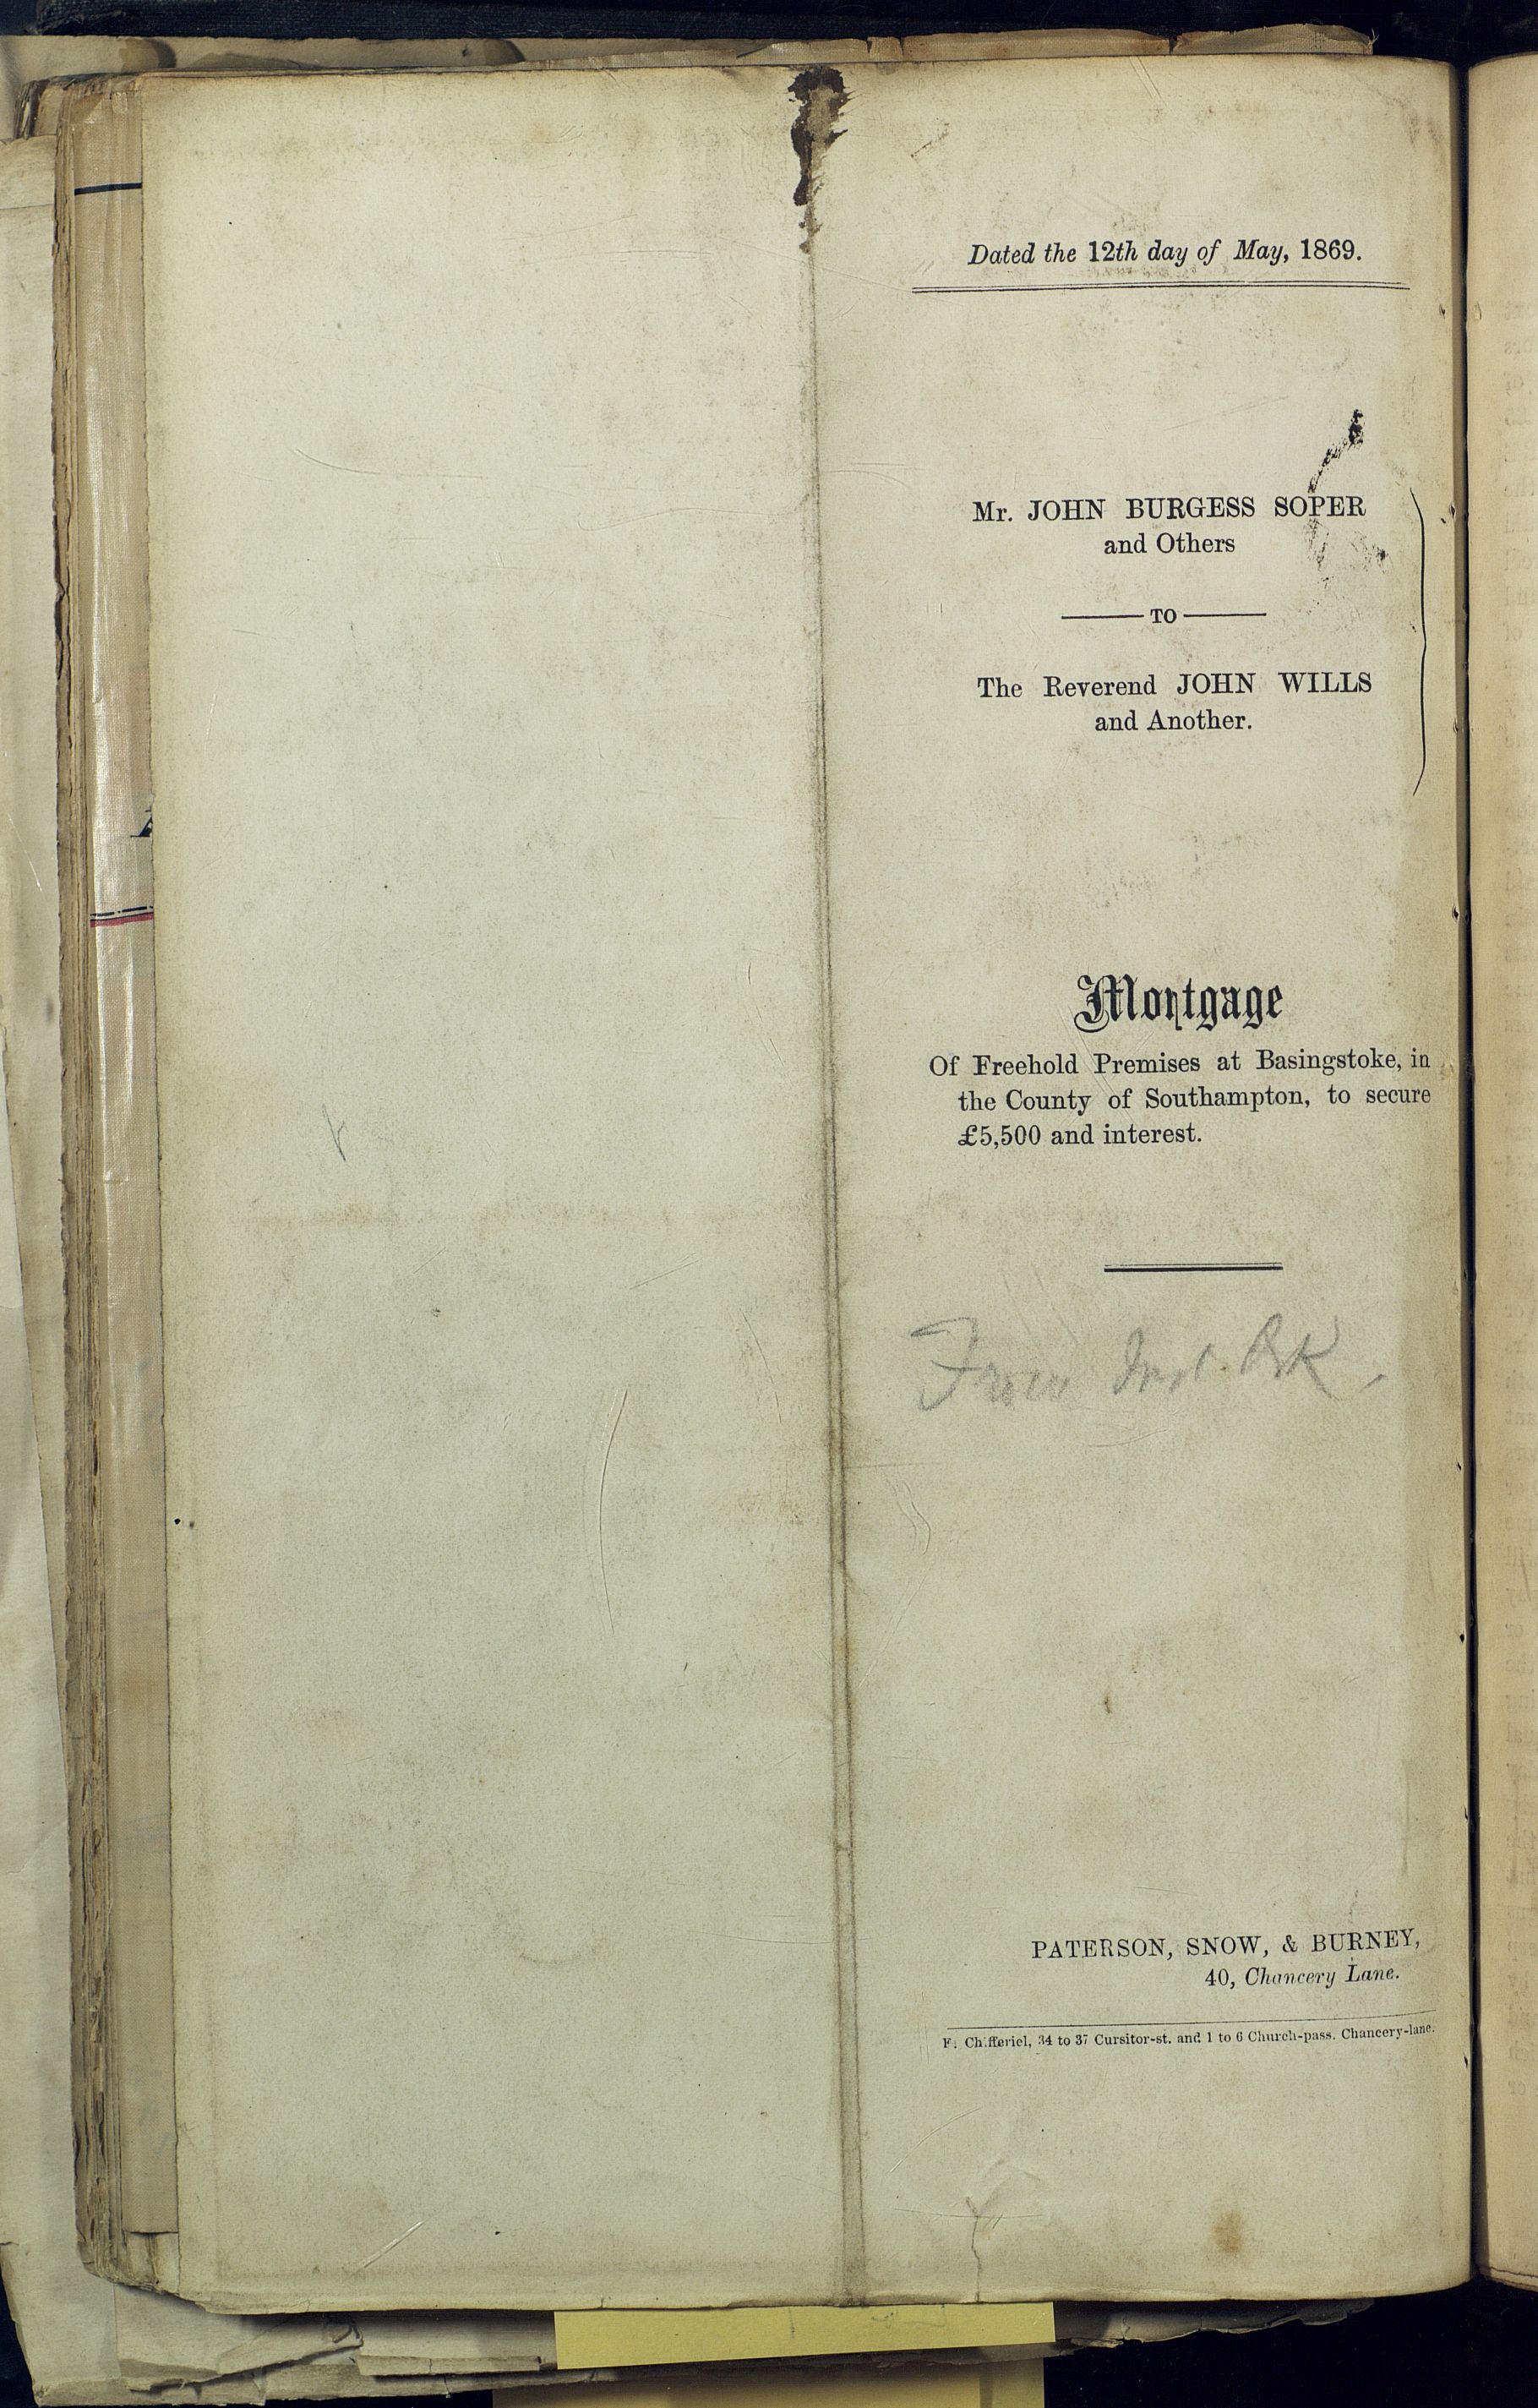 Dated the 12th day of May, 1869.
Mr. JOHN BURGESS SOPER
and Others
TO
The Reverend JOHN WILLS
and Another.
Mortgage
Of Freehold Premises at Basingstoke, in
the County of Southampton, to secure
£5,500 and interest.
PATERSON, SNOW, & BURNEY,
40, Chancery Lane.
F. Chifferiel, 34 to 37 Cursitor-st. and 1 to 6 Church-pass. Chancery-lane.